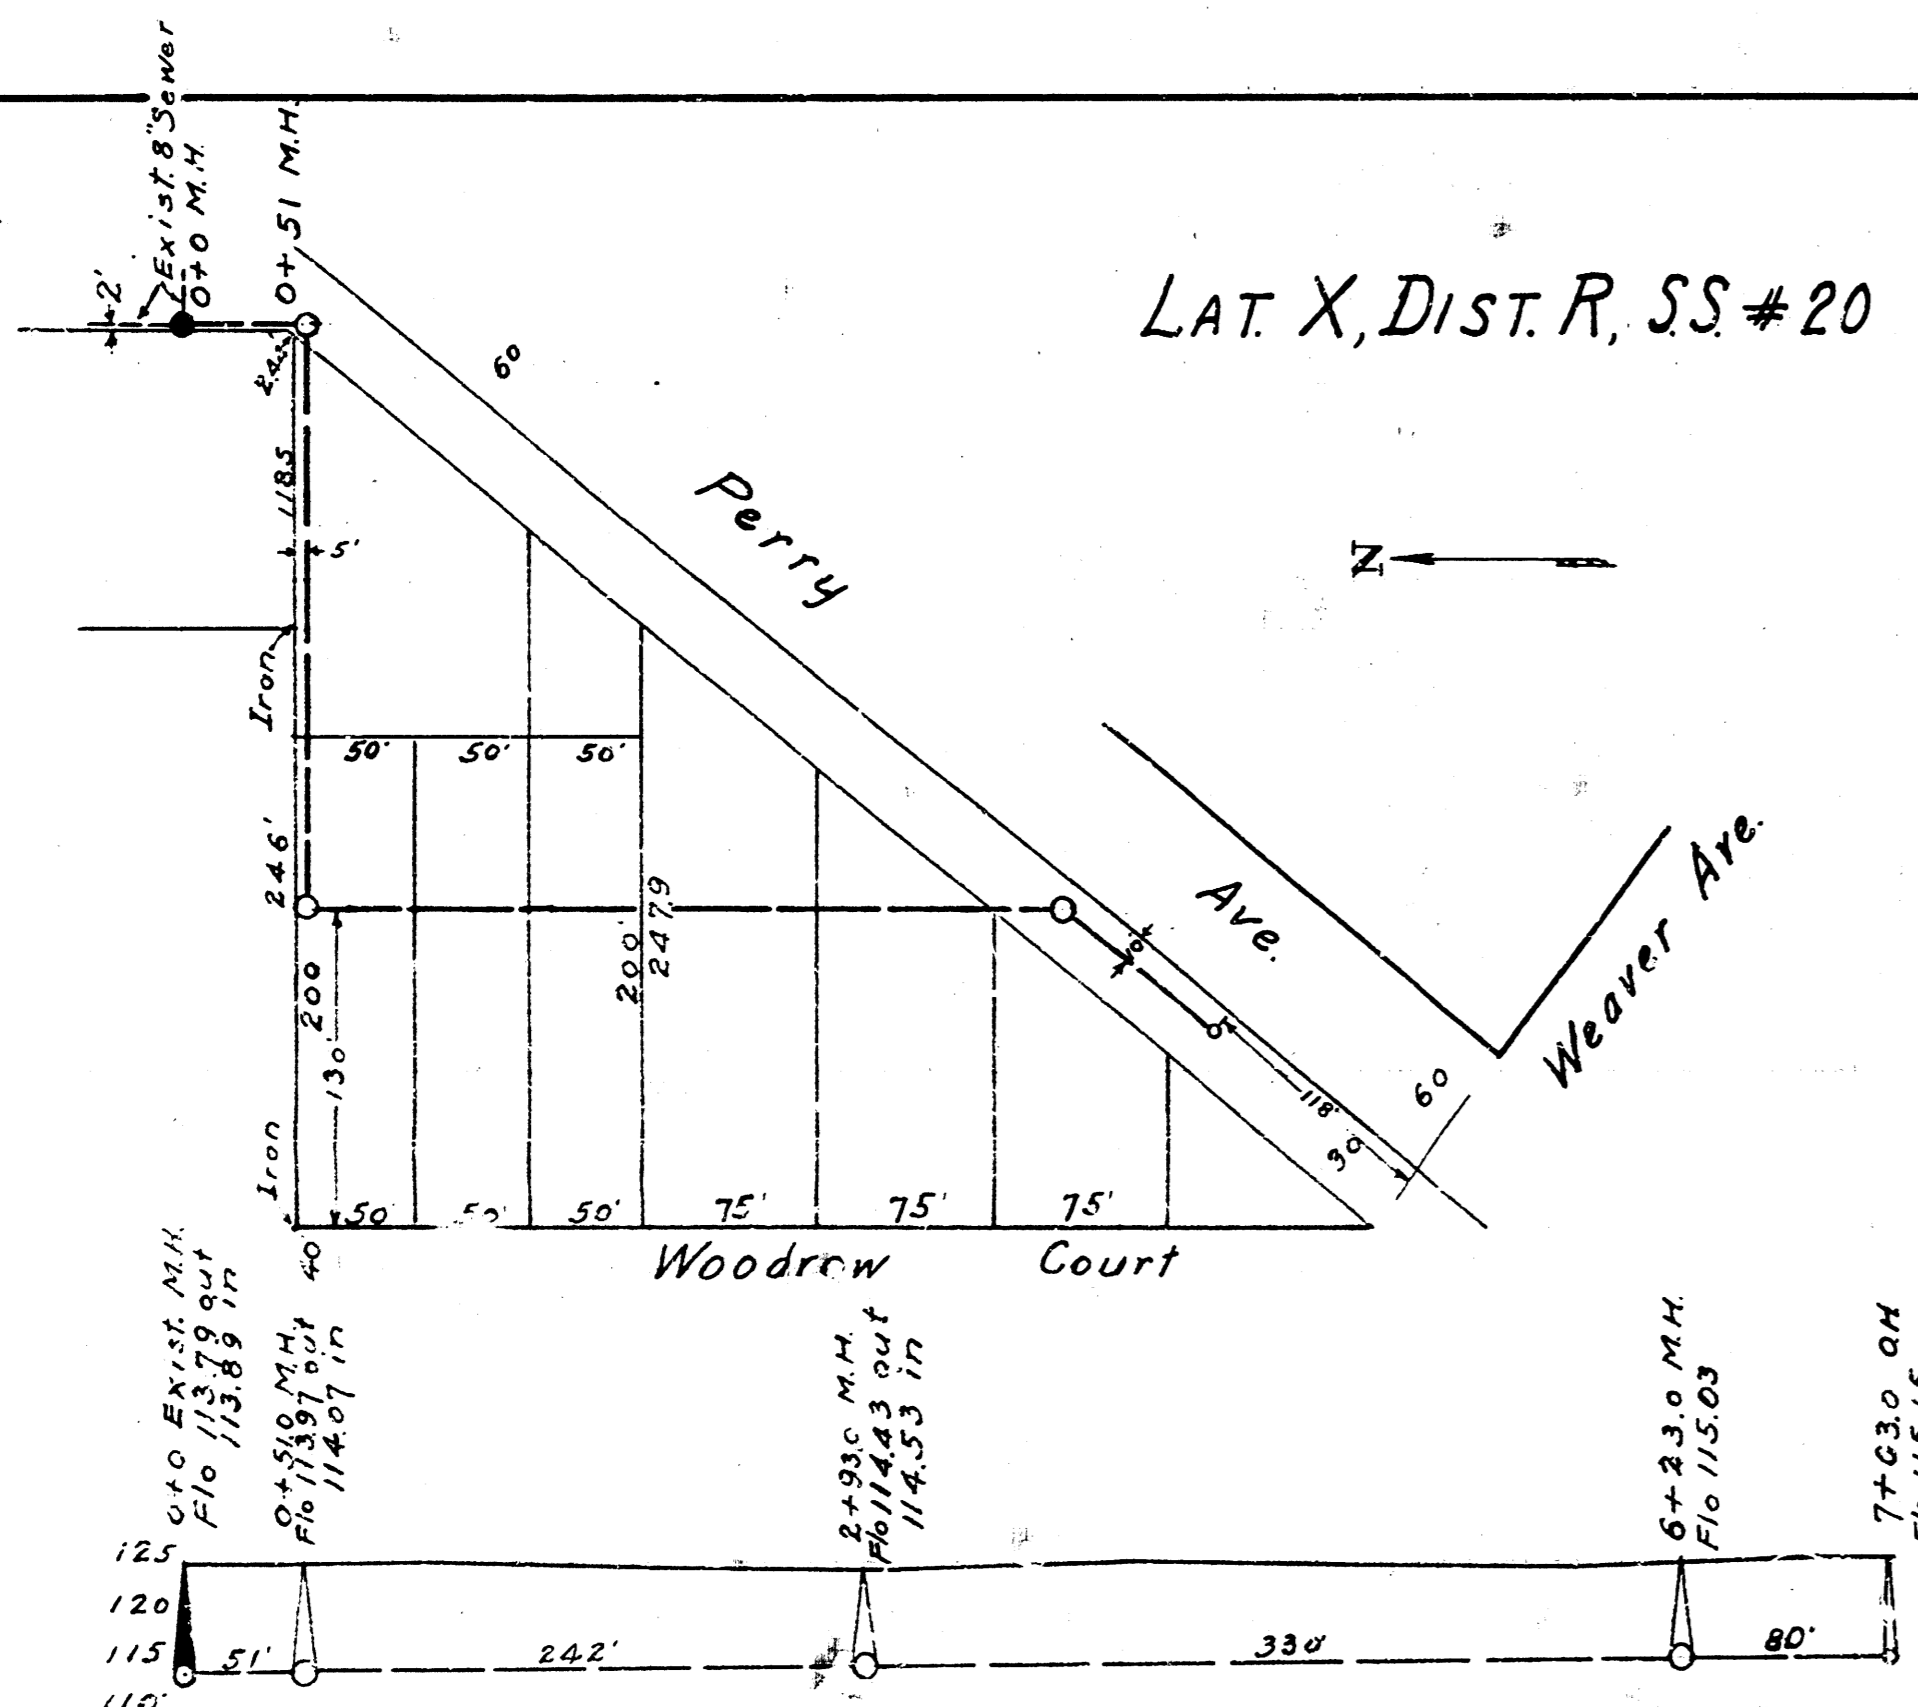 Exist. 8" Sewer
0+0 M.H.
0+51 M.H.
2'
LAT. X, DIST. R, S.S. #20
60
118.5
5'
Perry
Ave.
N
Iron
50' 50' 50'
246'
200
130'
200'
247.9
10'
Weaver Ave.
118'
60
30
Iron
50' 50' 50' 75' 75' 75'
40
Woodrow Court
0+0 Exist. M.H.
Flo 113.79 out
113.89 in
0+51.0 M.H.
Flo 113.97 out
114.07 in
2+93.0 M.H.
Flo 114.43 out
114.53 in
6+23.0 M.H.
Flo 115.03
7+03.0 O.H.
125
120
115
110
51' 242' 330' 80'